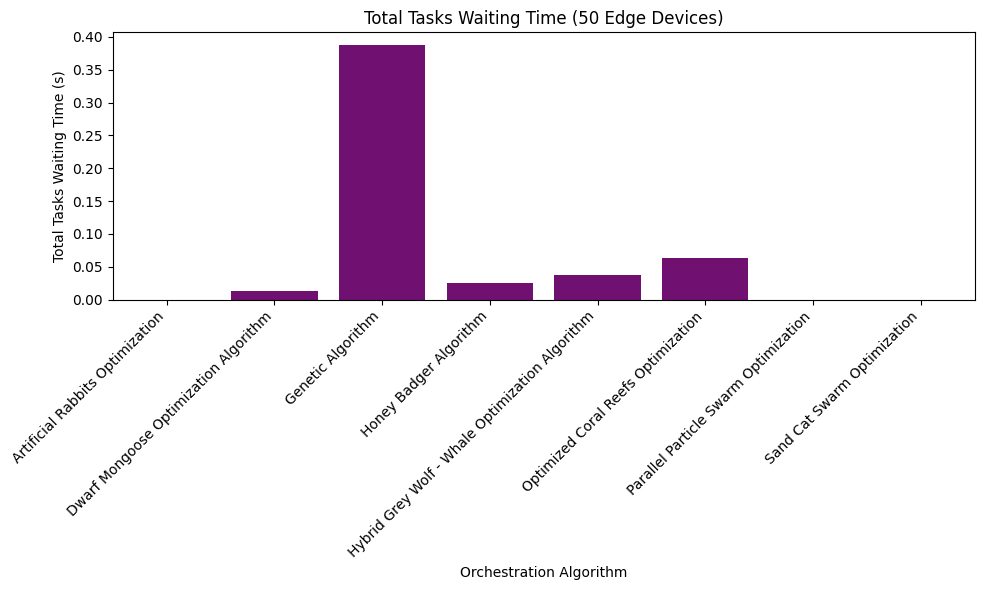 Total Tasks Waiting Time (50 Edge Devices)
Total Tasks Waiting Time (s)
0.40
0.35
0.30
0.25
0.20
0.15
0.10
0.05
0.00
Artificial Rabbits Optimization
Dwarf Mongoose Optimization Algorithm
Genetic Algorithm
Honey Badger Algorithm
Hybrid Grey Wolf - Whale Optimization Algorithm
Optimized Coral Reefs Optimization
Parallel Particle Swarm Optimization
Sand Cat Swarm Optimization
Orchestration Algorithm